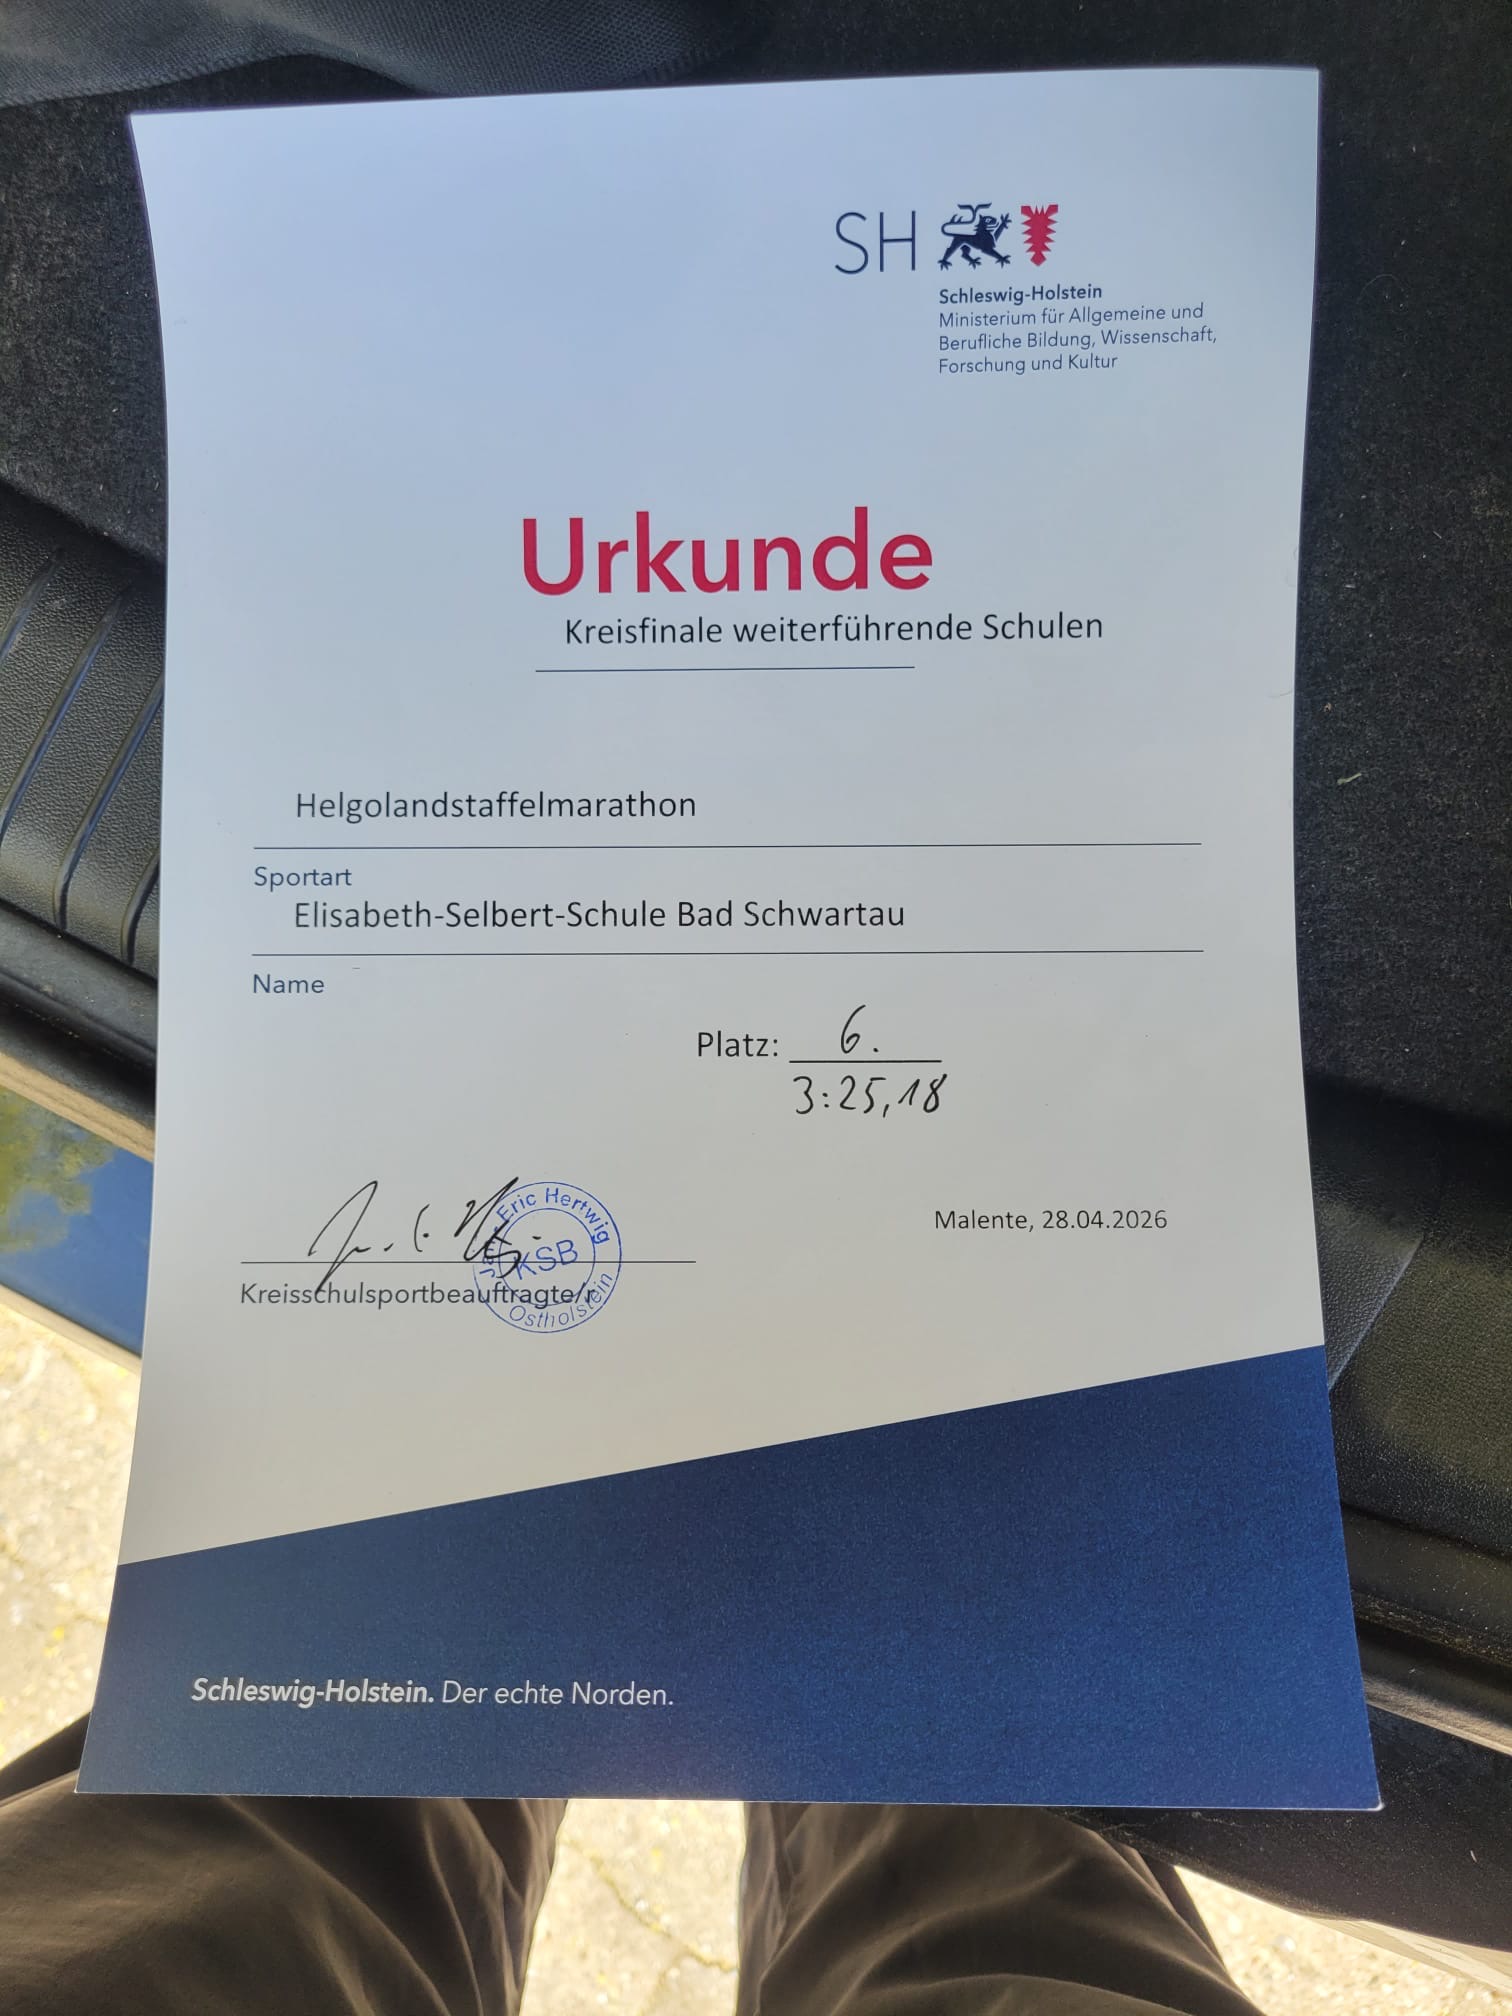 SH
Schleswig-Holstein
Ministerium für Allgemeine und
Berufliche Bildung, Wissenschaft,
Forschung und Kultur
Urkunde
Kreisfinale weiterführende Schulen
Helgolandstaffelmarathon
Sportart
Elisabeth-Selbert-Schule Bad Schwartau
Name
Platz: 6.
3:25,18
Eric Hertwig
KSB
Ostholstein
Malente, 28.04.2026
Kreisschulsportbeauftragte/r
Schleswig-Holstein. Der echte Norden.